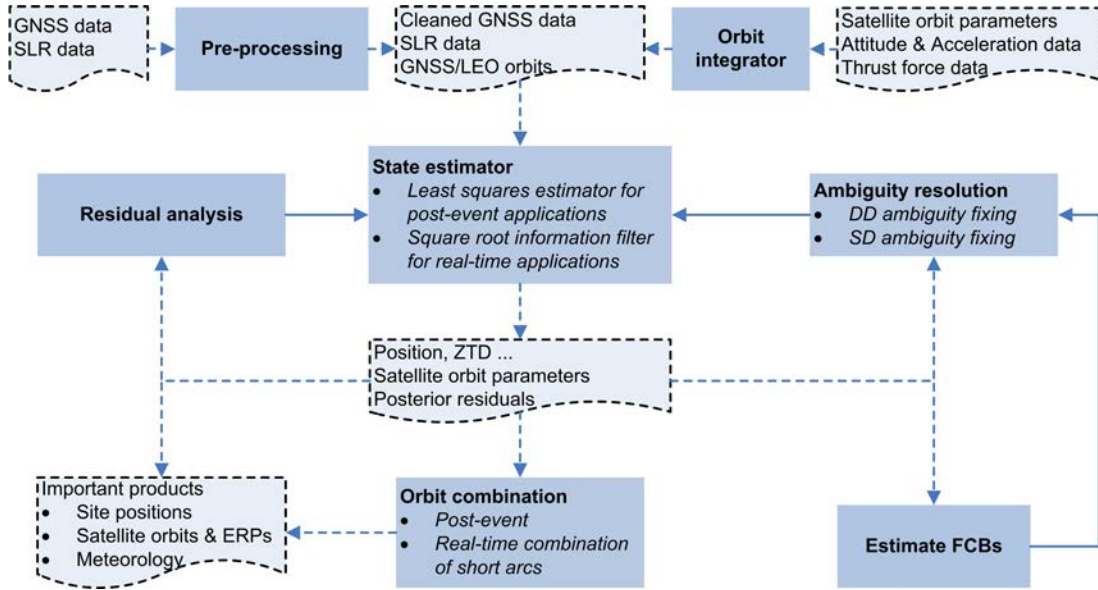 GNSS data
SLR data
Pre-processing
Cleaned GNSS data
SLR data
GNSS/LEO orbits
Orbit
integrator
Satellite orbit parameters
Attitude & Acceleration data
Thrust force data
Residual analysis
State estimator
• Least squares estimator for
post-event applications
• Square root information filter
for real-time applications
Ambiguity resolution
• DD ambiguity fixing
• SD ambiguity fixing
Position, ZTD ...
Satellite orbit parameters
Posterior residuals
Important products
• Site positions
• Satellite orbits & ERPs
• Meteorology
Orbit combination
• Post-event
• Real-time combination
of short arcs
Estimate FCBs